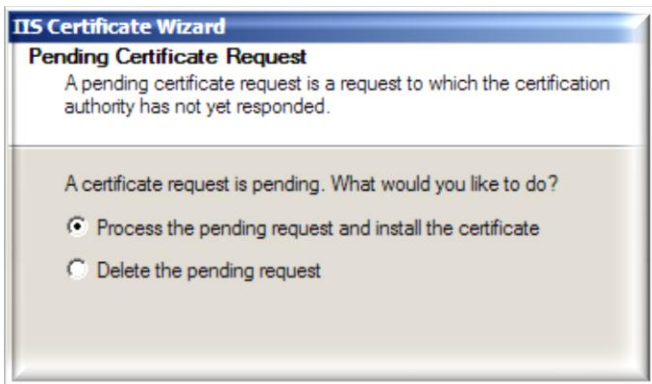 IIS Certificate Wizard
Pending Certificate Request
A pending certificate request is a request to which the certification
authority has not yet responded.
A certificate request is pending. What would you like to do?
Process the pending request and install the certificate
Delete the pending request